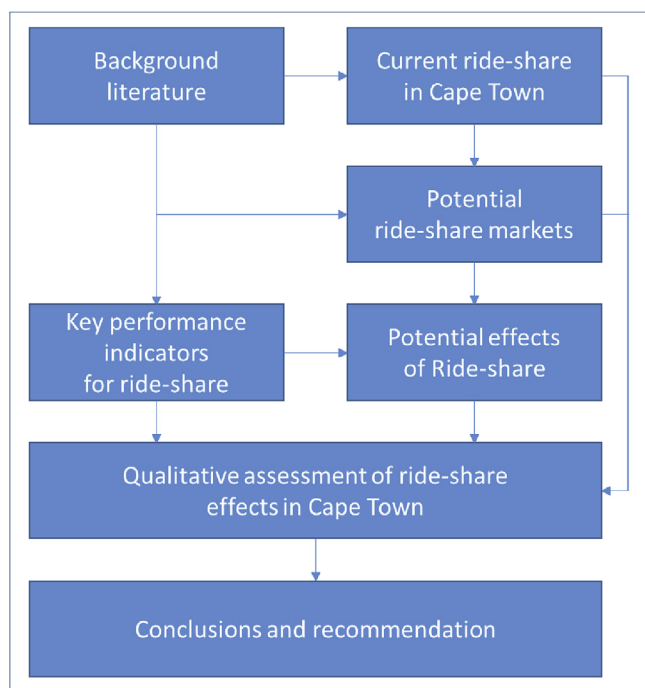 Background
literature
Current ride-share
in Cape Town
Potential
ride-share markets
Key performance
indicators
for ride-share
Potential effects
of Ride-share
Qualitative assessment of ride-share
effects in Cape Town
Conclusions and recommendation